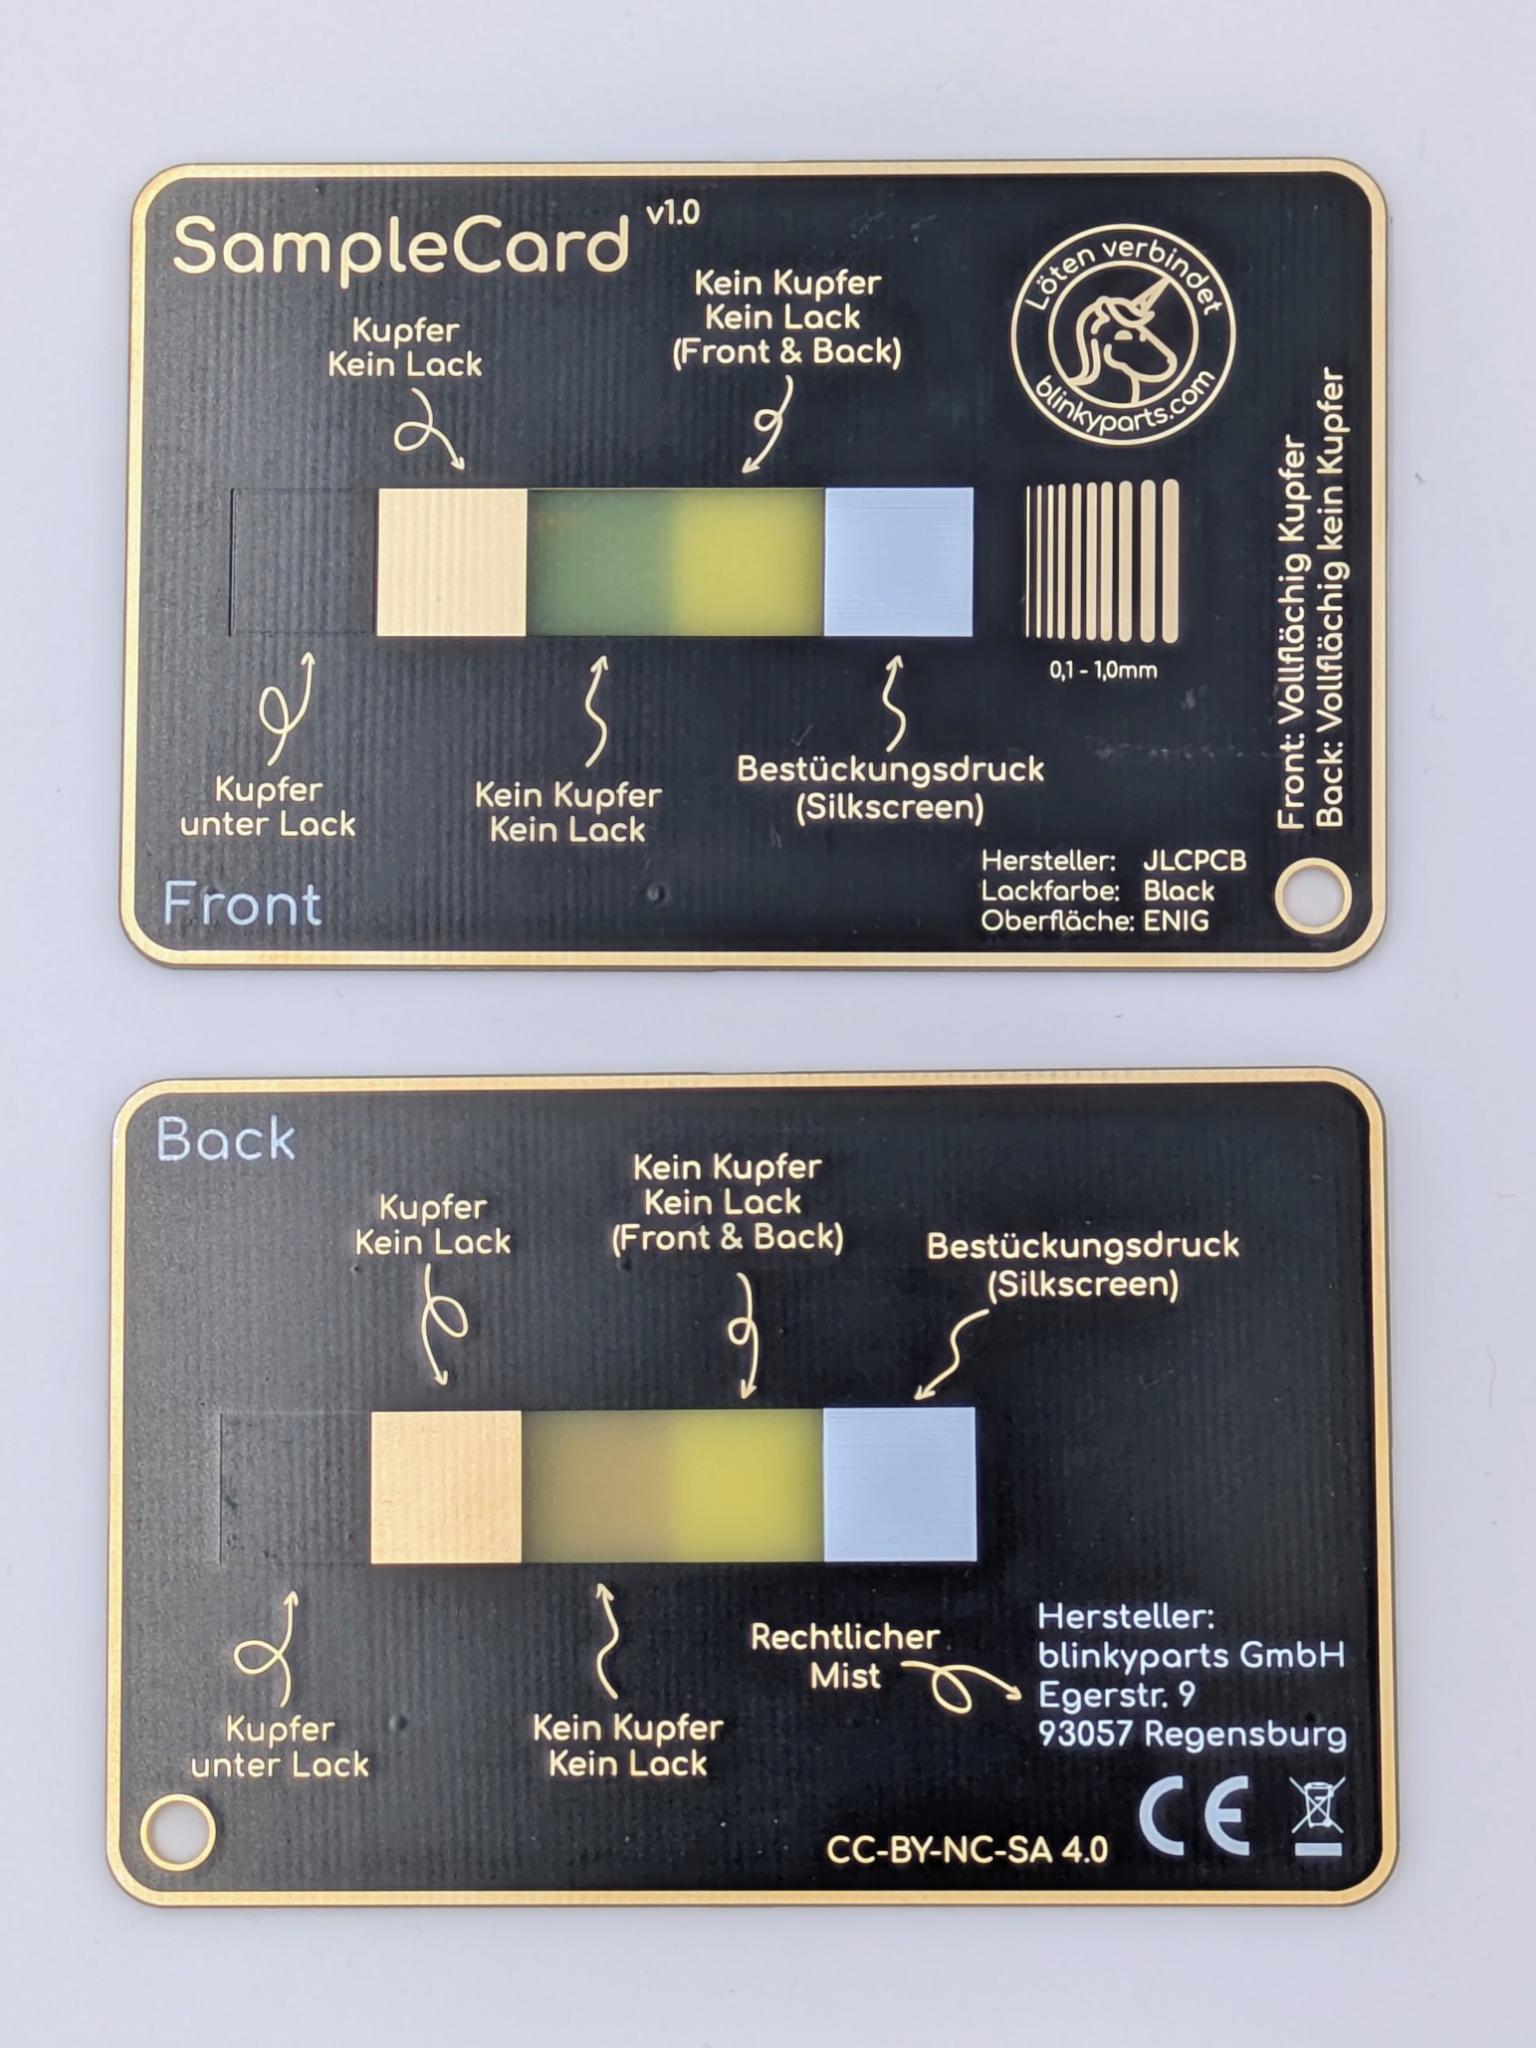 SampleCard v1.0
Löten verbindet
blinkyparts.com
Kupfer
Kein Lack
Kein Kupfer
Kein Lack
(Front & Back)
0,1 - 1,0mm
Front: Vollflächig Kupfer
Back: Vollflächig kein Kupfer
Kupfer
unter Lack
Kein Kupfer
Kein Lack
Bestückungsdruck
(Silkscreen)
Front
Hersteller: JLCPCB
Lackfarbe: Black
Oberfläche: ENIG
Back
Kupfer
Kein Lack
Kein Kupfer
Kein Lack
(Front & Back)
Bestückungsdruck
(Silkscreen)
Kupfer
unter Lack
Kein Kupfer
Kein Lack
Rechtlicher
Mist
Hersteller:
blinkyparts GmbH
Egerstr. 9
93057 Regensburg
CC-BY-NC-SA 4.0
CE